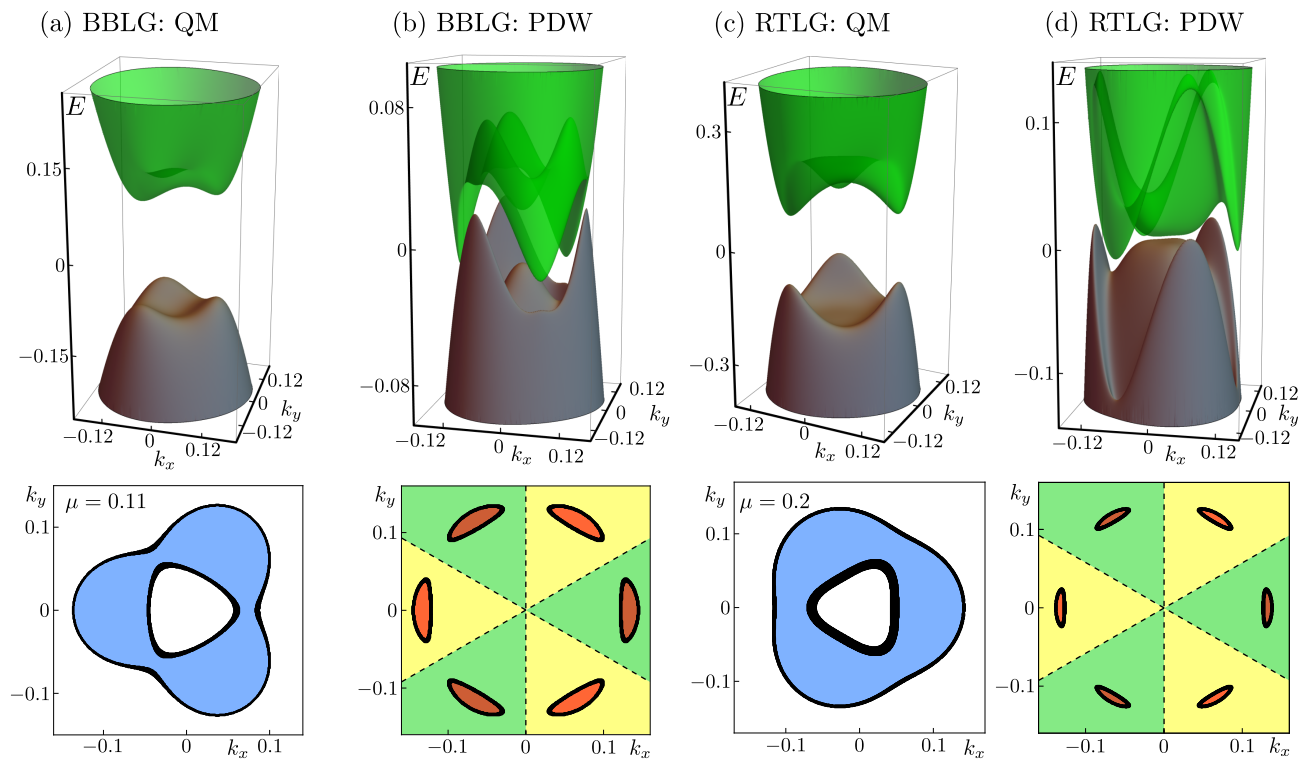 (a) BBLG: QM
(b) BBLG: PDW
(c) RTLG: QM
(d) RTLG: PDW
E
0.15
0
−0.15
−0.12
0
0.12
k_x
0.12
0
−0.12
k_y
E
0.08
0
−0.08
−0.12
0
0.12
k_x
0.12
0
−0.12
k_y
E
0.3
0
−0.3
−0.12
0
0.12
k_x
0.12
0
−0.12
k_y
E
0.1
0
−0.1
−0.12
0
0.12
k_x
0.12
0
−0.12
k_y
k_y
μ = 0.11
0.1
0
−0.1
−0.1
0
k_x
0.1
k_y
0.1
0
−0.1
−0.1
0
0.1
k_x
k_y
μ = 0.2
0.1
0
−0.1
−0.1
0
0.1
k_x
k_y
0.1
0
−0.1
−0.1
0
0.1
k_x